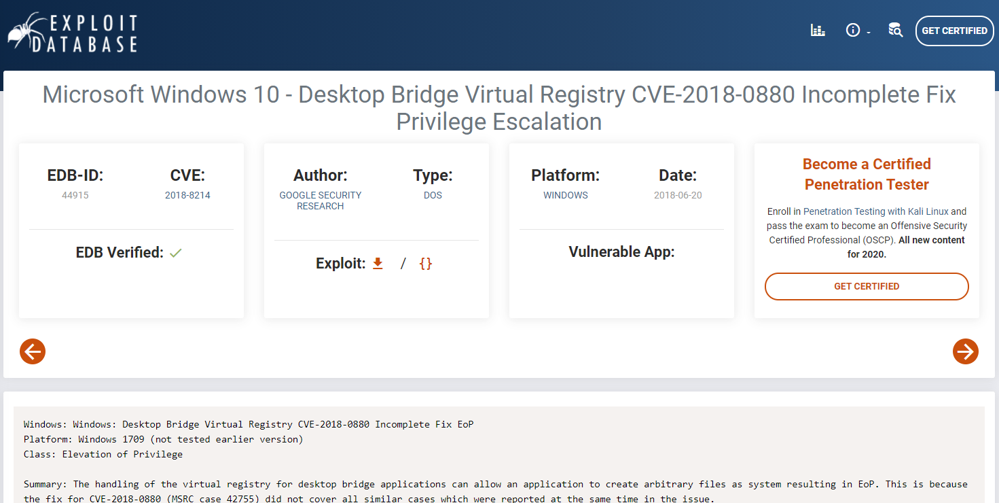 EXPLOIT
DATABASE
GET CERTIFIED
Microsoft Windows 10 - Desktop Bridge Virtual Registry CVE-2018-0880 Incomplete Fix
Privilege Escalation
EDB-ID:
44915
CVE:
2018-8214
EDB Verified:
Author:
GOOGLE SECURITY
RESEARCH
Type:
DOS
Exploit: / {}
Platform:
WINDOWS
Date:
2018-06-20
Vulnerable App:
Become a Certified
Penetration Tester
Enroll in Penetration Testing with Kali Linux and
pass the exam to become an Offensive Security
Certified Professional (OSCP). All new content
for 2020.
GET CERTIFIED
Windows: Windows: Desktop Bridge Virtual Registry CVE-2018-0880 Incomplete Fix EoP
Platform: Windows 1709 (not tested earlier version)
Class: Elevation of Privilege
Summary: The handling of the virtual registry for desktop bridge applications can allow an application to create arbitrary files as system resulting in EoP. This is because
the fix for CVE-2018-0880 (MSRC case 42755) did not cover all similar cases which were reported at the same time in the issue.